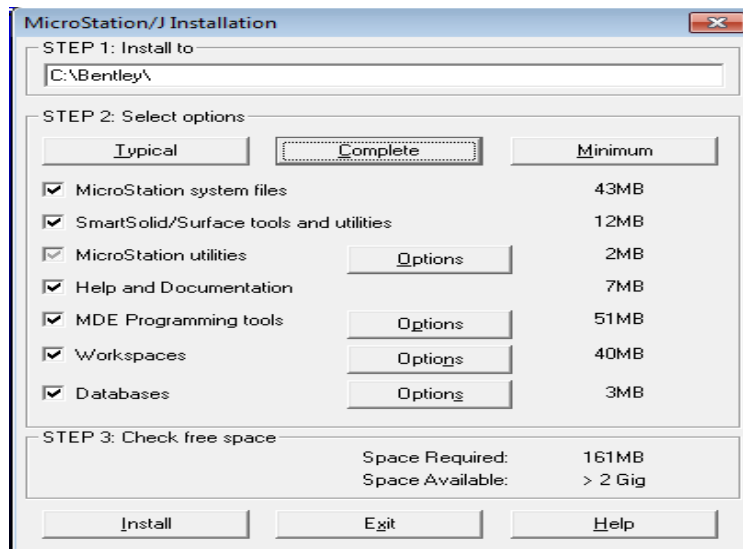 MicroStation/J Installation
STEP 1: Install to
C:\Bentley\
STEP 2: Select options
Typical Complete Minimum
MicroStation system files 43MB
SmartSolid/Surface tools and utilities 12MB
MicroStation utilities Options 2MB
Help and Documentation 7MB
MDE Programming tools Options 51MB
Workspaces Options 40MB
Databases Options 3MB
STEP 3: Check free space
Space Required: 161MB
Space Available: > 2 Gig
Install Exit Help